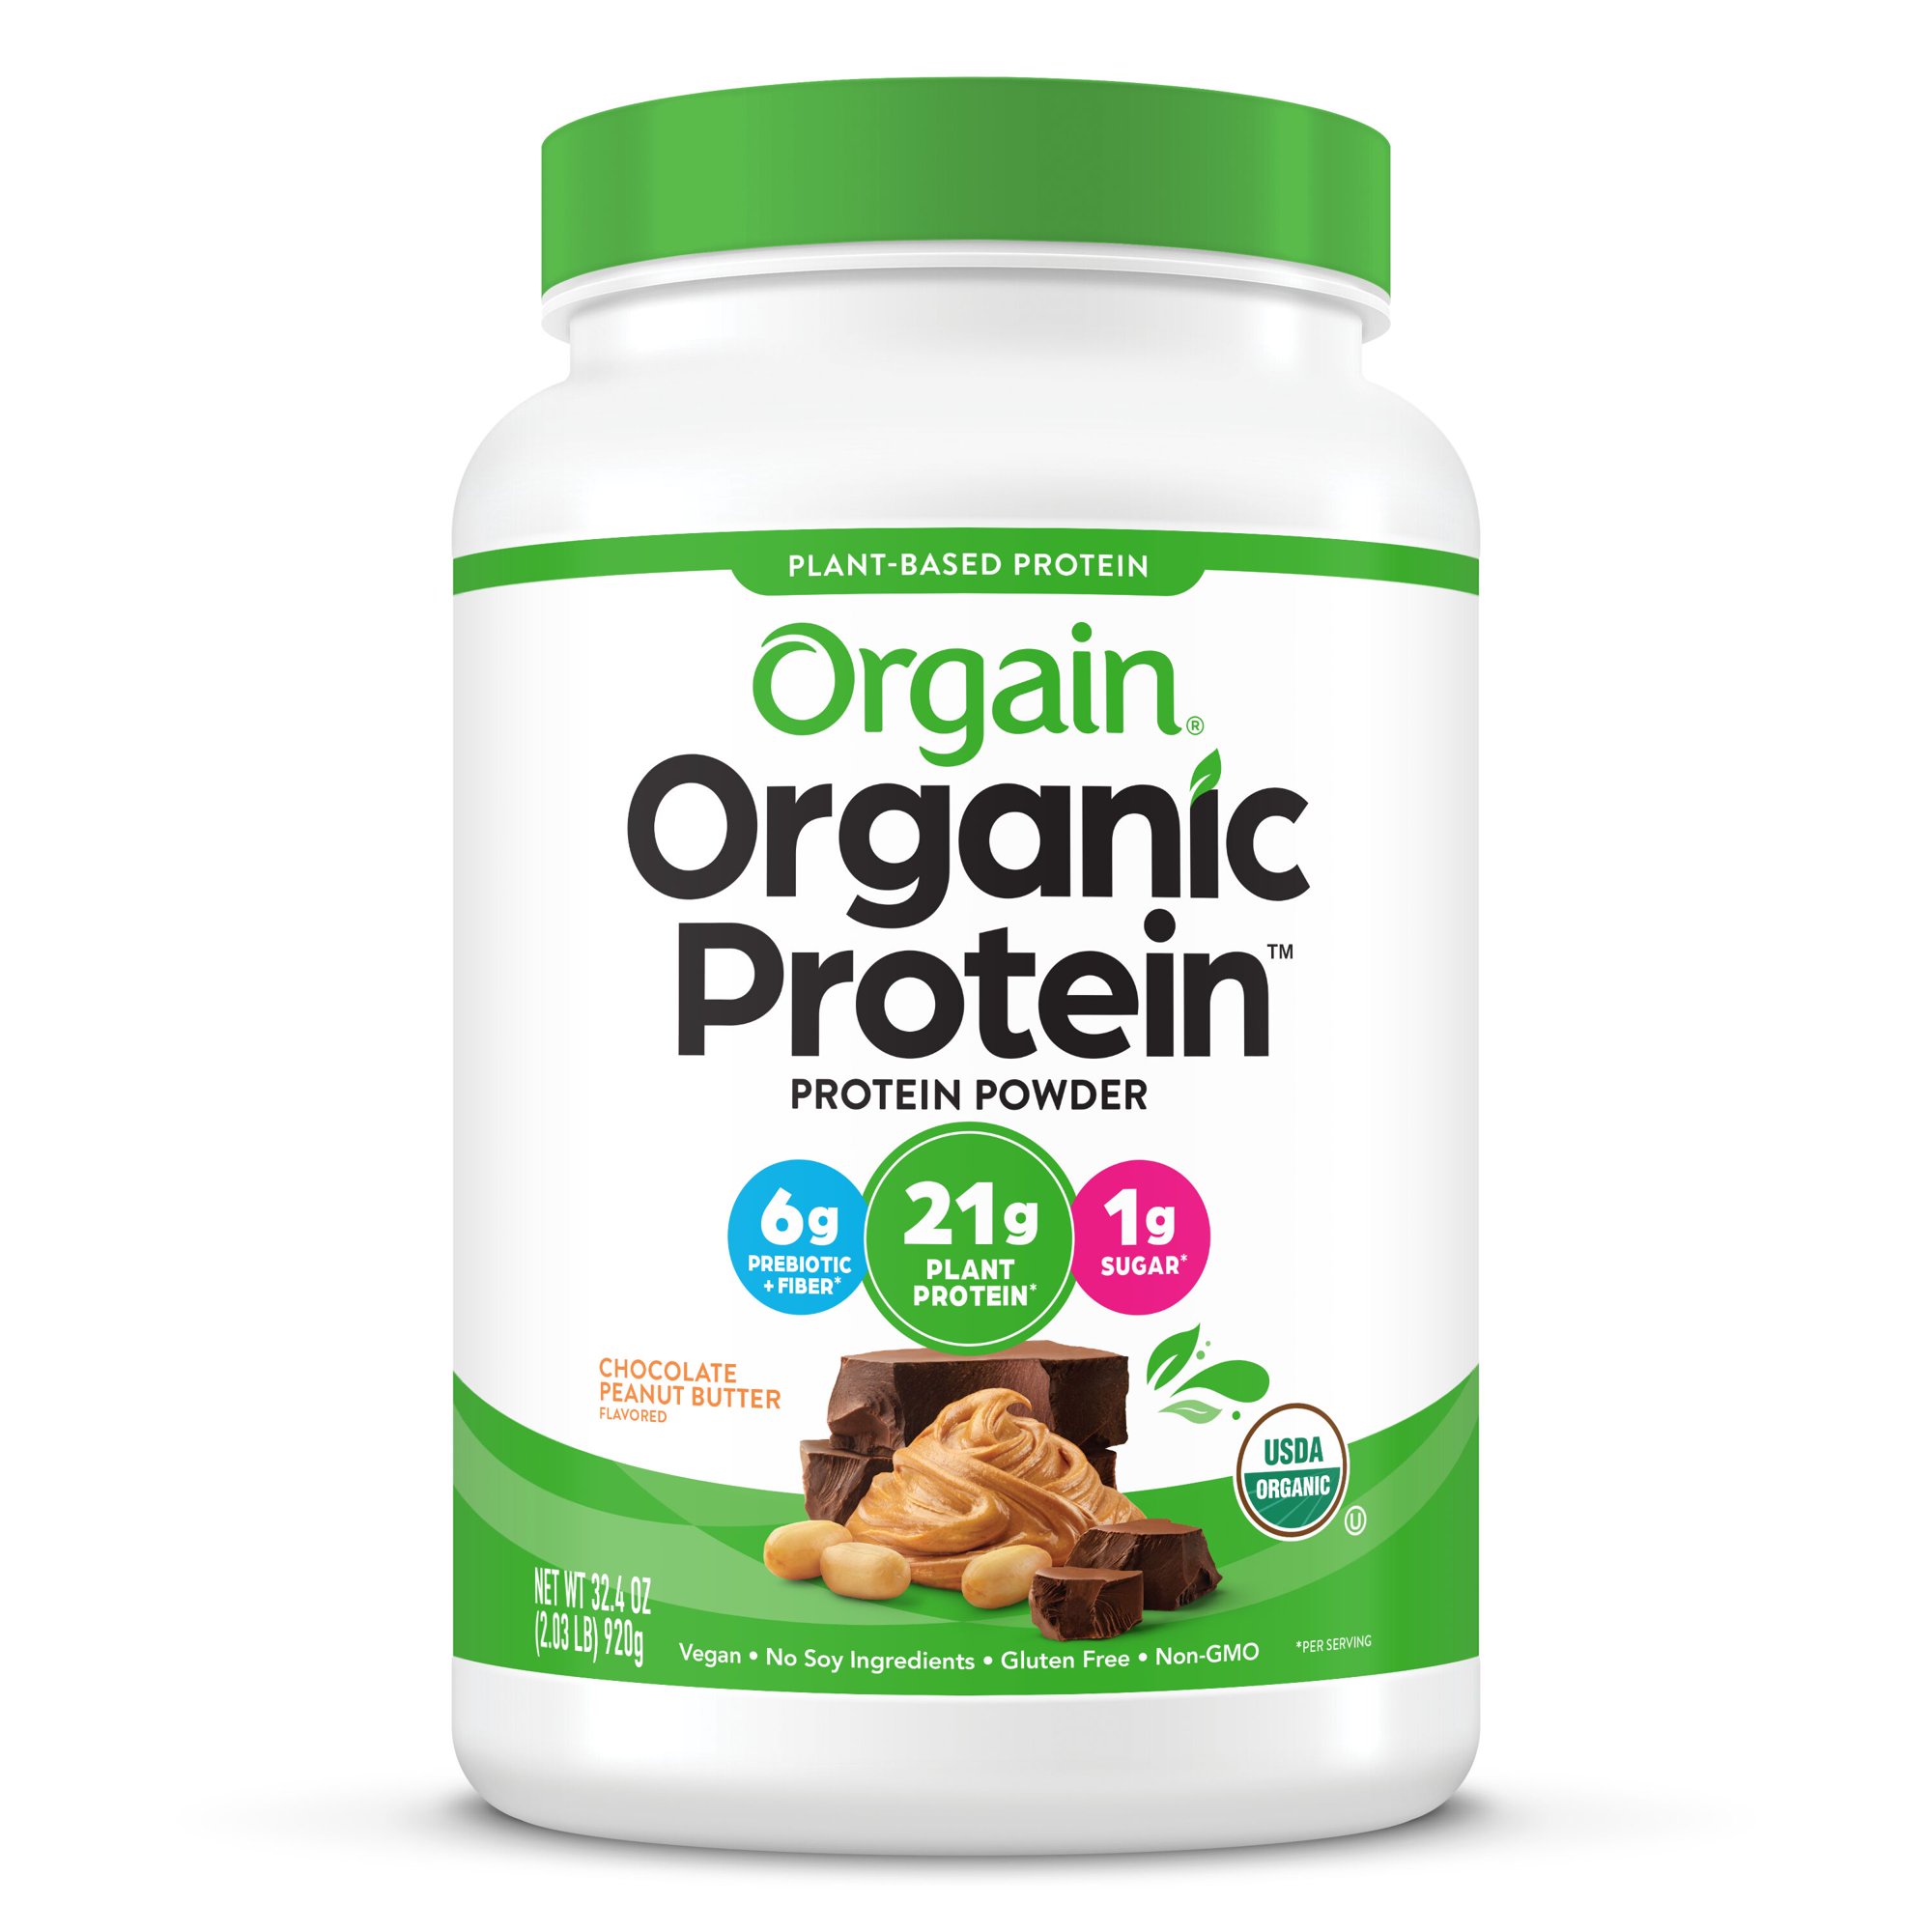 PLANT-BASED PROTEIN
Orgain®
Organic
Protein™
PROTEIN POWDER
6g
PREBIOTIC
+ FIBER*
21g
PLANT
PROTEIN*
1g
SUGAR*
CHOCOLATE
PEANUT BUTTER
FLAVORED
USDA
ORGANIC
U
NET WT 32.4 OZ
(2.03 LB) 920g
Vegan • No Soy Ingredients • Gluten Free • Non-GMO
*PER SERVING